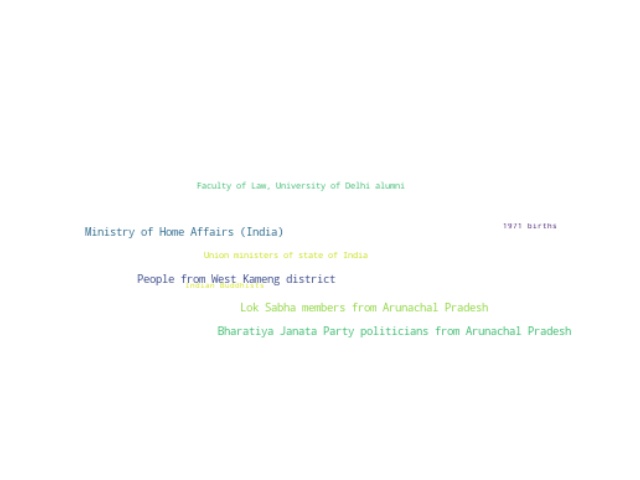 Faculty of Law, University of Delhi alumni
1971 births
Ministry of Home Affairs (India)
Union ministers of state of India
People from West Kameng district
Indian Buddhists
Lok Sabha members from Arunachal Pradesh
Bharatiya Janata Party politicians from Arunachal Pradesh